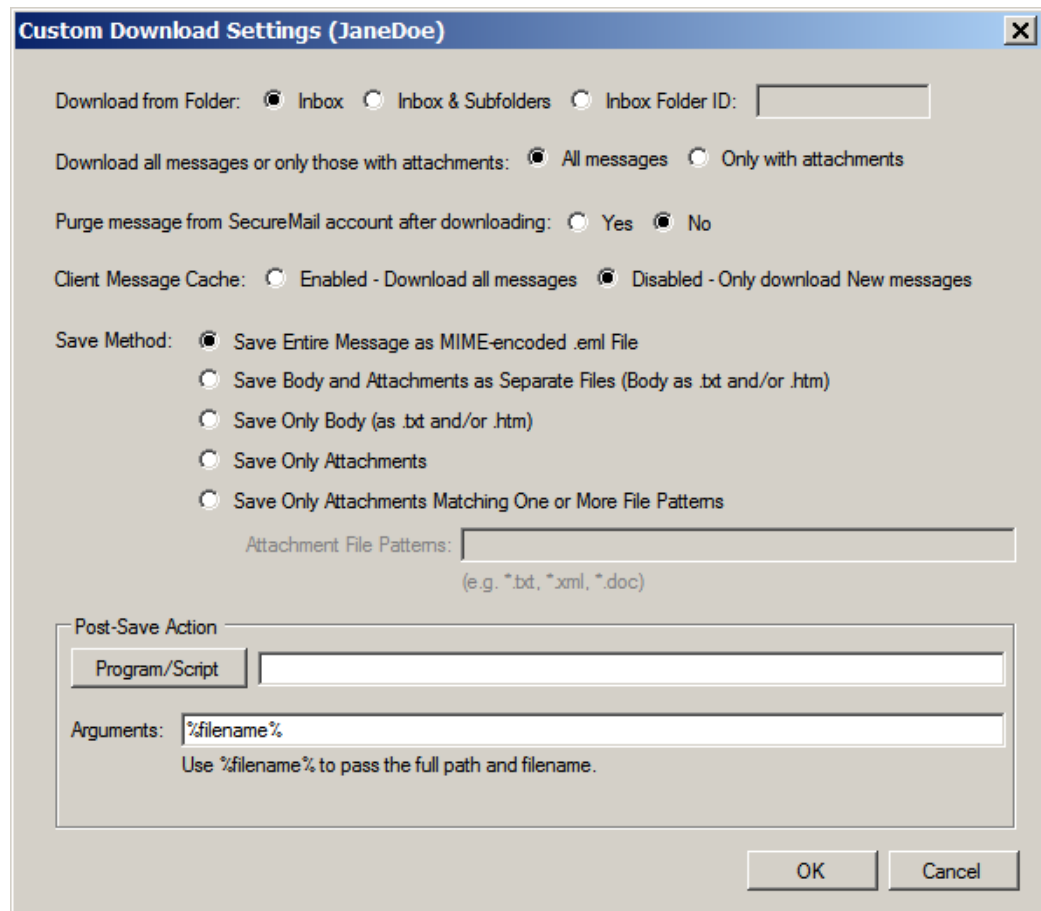 Custom Download Settings (JaneDoe)
Download from Folder: Inbox Inbox & Subfolders Inbox Folder ID:
Download all messages or only those with attachments: All messages Only with attachments
Purge message from SecureMail account after downloading: Yes No
Client Message Cache: Enabled - Download all messages Disabled - Only download New messages
Save Method: Save Entire Message as MIME-encoded .eml File
Save Body and Attachments as Separate Files (Body as .txt and/or .htm)
Save Only Body (as .txt and/or .htm)
Save Only Attachments
Save Only Attachments Matching One or More File Patterns
Attachment File Patterns:
(e.g. *.txt, *.xml, *.doc)
Post-Save Action
Program/Script
Arguments: %filename%
Use %filename% to pass the full path and filename.
OK Cancel